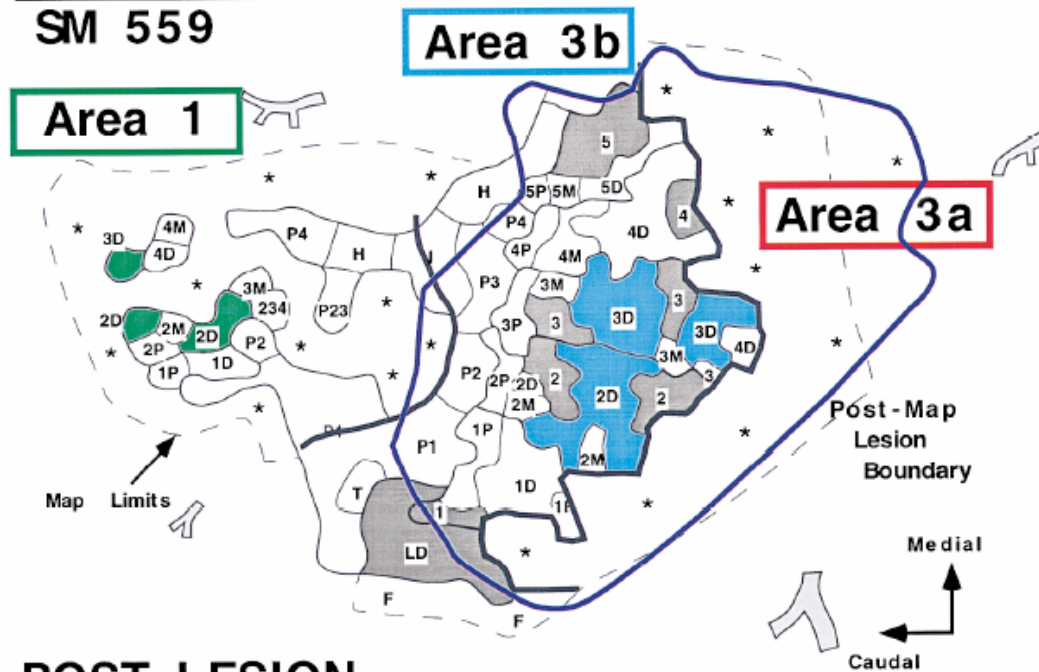 SM 559
Area 3b
Area 1
Area 3a
*
*
*
5
*
*
H
5P
5M
5D
4
*
*
4M
4D
3D
P4
H
P4
4P
4M
4D
*
*
P3
3M
3D
3
3D
4D
3M
234
P23
*
2D
2M
2D
P2
3P
3
*
*
*
2P
1P
1D
*
*
P2
2P
2D
2M
2
2D
3M
3
2
*
P1
1P
2M
*
Post-Map
Lesion
Boundary
Map Limits
T
1
1D
*
LD
*
F
F
Medial
Caudal
POST LESION